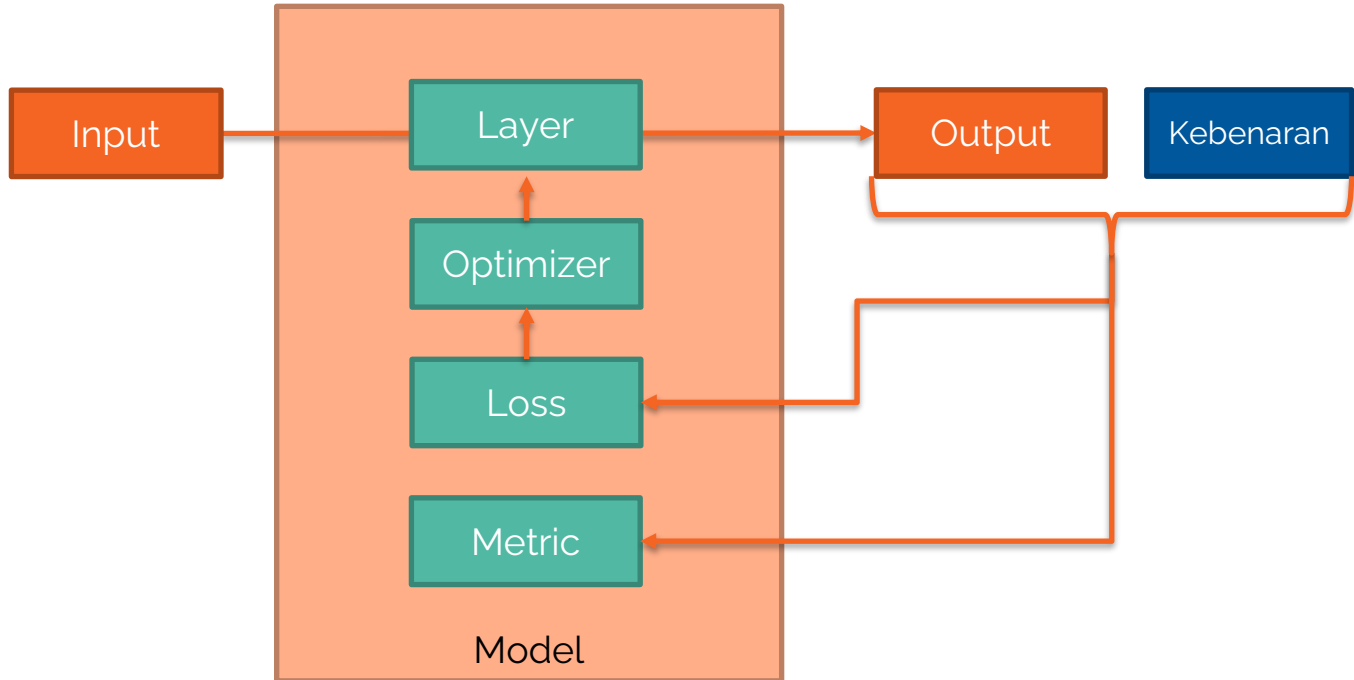 Input
Layer
Output
Kebenaran
Optimizer
Loss
Metric
Model